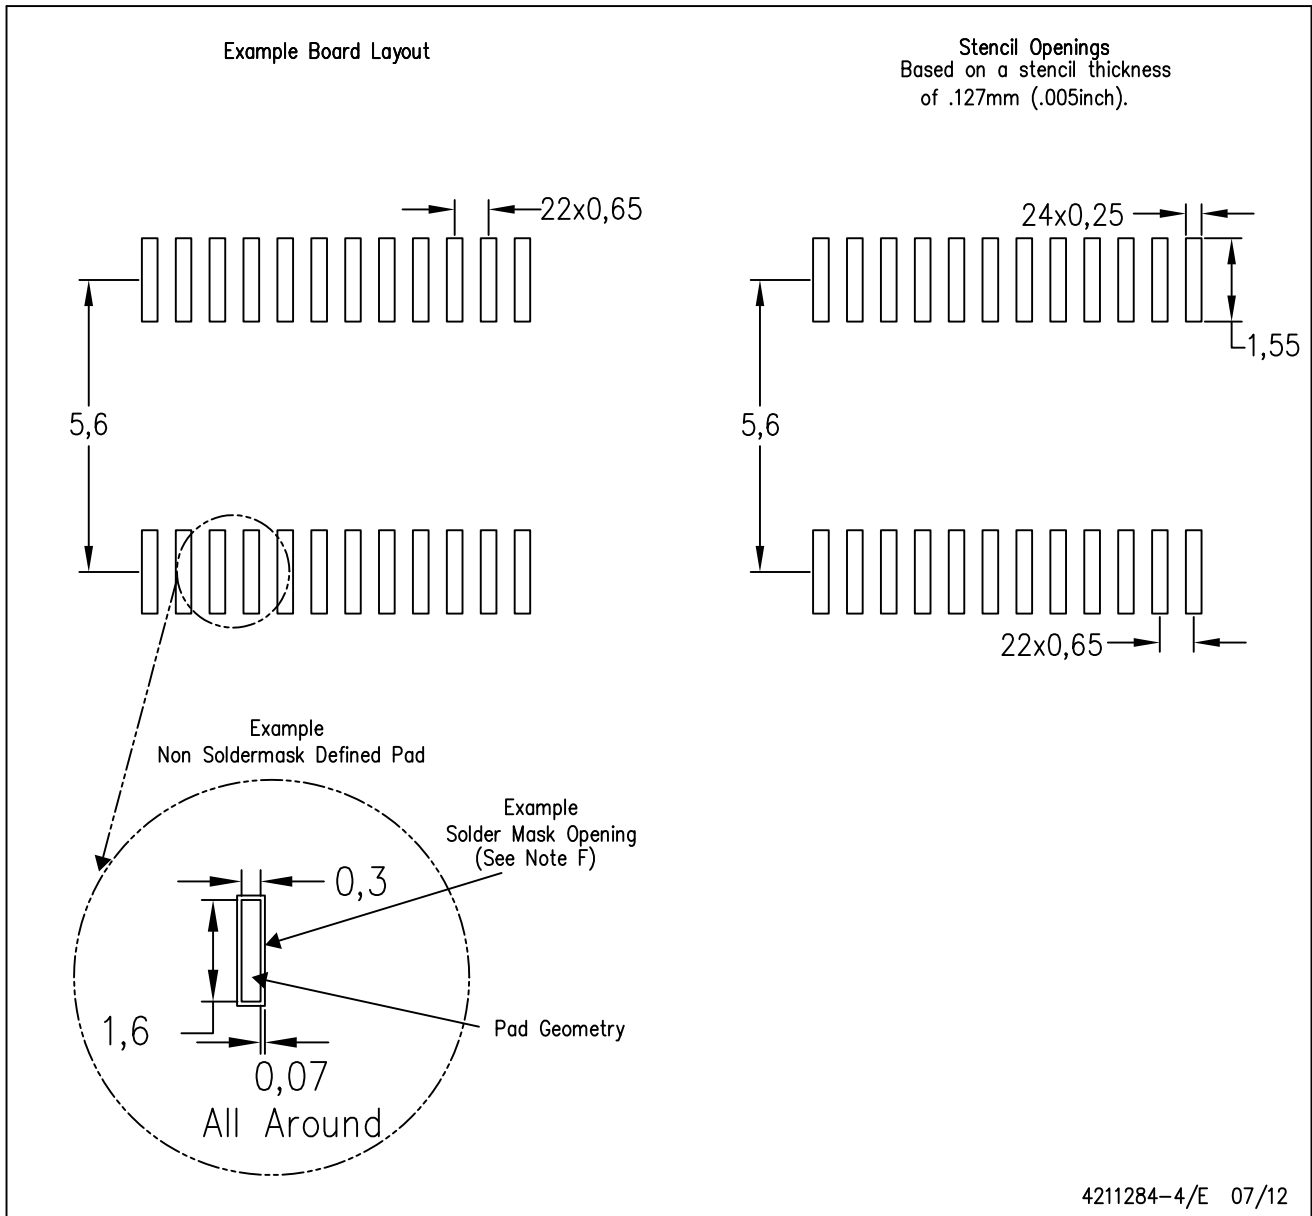 Example Board Layout
Stencil Openings
Based on a stencil thickness
of .127mm (.005inch).
22x0,65
24x0,25
1,55
5,6
5,6
22x0,65
Example
Non Soldermask Defined Pad
Example
Solder Mask Opening
(See Note F)
0,3
1,6
Pad Geometry
0,07
All Around
4211284-4/E 07/12